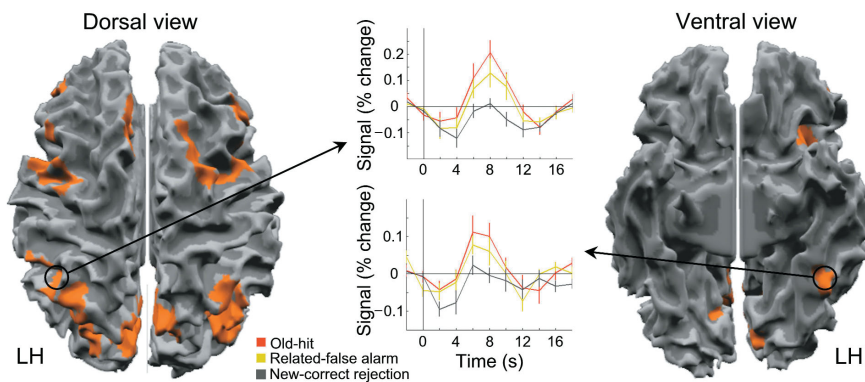 Dorsal view
Ventral view
Signal (% change)
0.2
0.1
0
−0.1
0 4 8 12 16
Signal (% change)
0.1
0
−0.1
0 4 8 12 16
Time (s)
LH
LH
Old-hit
Related-false alarm
New-correct rejection